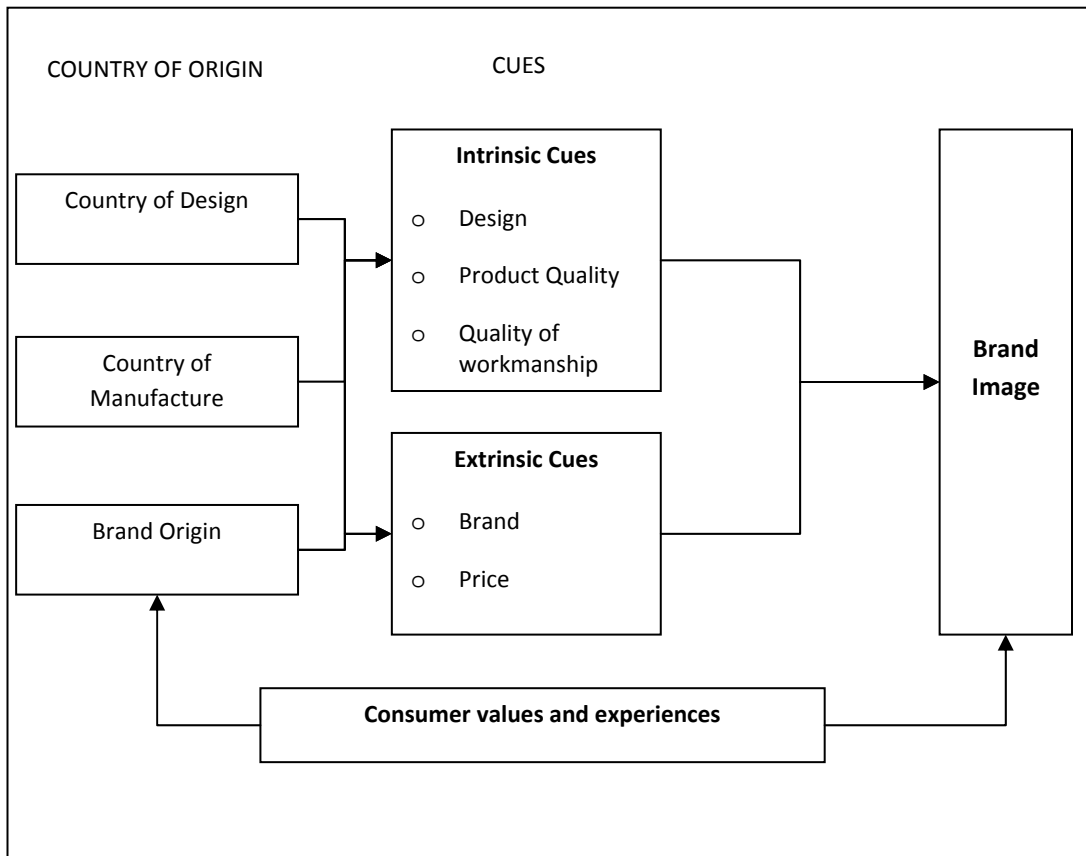 COUNTRY OF ORIGIN
CUES
Country of Design
Country of
Manufacture
Brand Origin
Intrinsic Cues
o Design
o Product Quality
o Quality of
workmanship
Extrinsic Cues
o Brand
o Price
Brand
Image
Consumer values and experiences